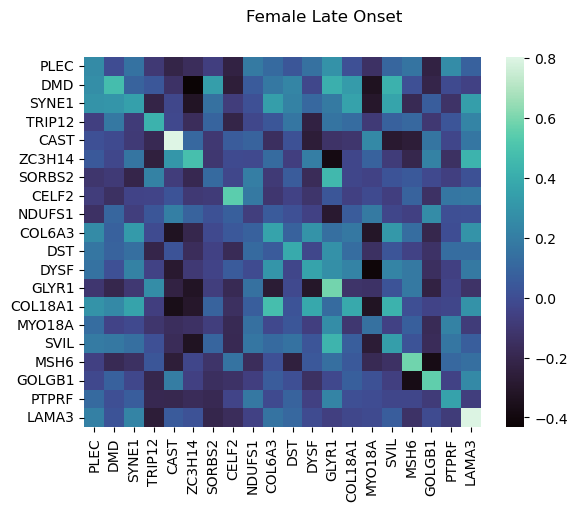 Female Late Onset
PLEC
DMD
SYNE1
TRIP12
CAST
ZC3H14
SORBS2
CELF2
NDUFS1
COL6A3
DST
DYSF
GLYR1
COL18A1
MYO18A
SVIL
MSH6
GOLGB1
PTPRF
LAMA3
PLEC
DMD
SYNE1
TRIP12
CAST
ZC3H14
SORBS2
CELF2
NDUFS1
COL6A3
DST
DYSF
GLYR1
COL18A1
MYO18A
SVIL
MSH6
GOLGB1
PTPRF
LAMA3
0.8
0.6
0.4
0.2
0.0
−0.2
−0.4